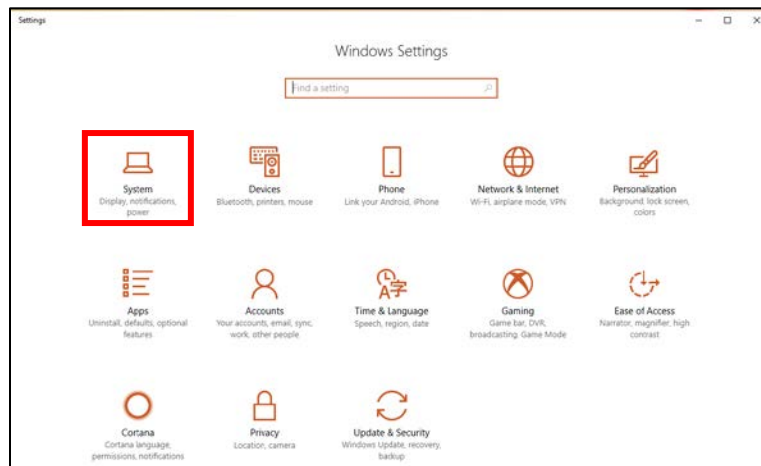 Settings
Windows Settings
Find a setting
System
Display, notifications,
power
Devices
Bluetooth, printers, mouse
Phone
Link your Android, iPhone
Network & Internet
Wi-Fi, airplane mode, VPN
Personalization
Background, lock screen,
colors
Apps
Uninstall, defaults, optional
features
Accounts
Your accounts, email, sync,
work, other people
A字
Time & Language
Speech, region, date
Gaming
Game bar, DVR,
broadcasting, Game Mode
Ease of Access
Narrator, magnifier, high
contrast
Cortana
Cortana language,
permissions, notifications
Privacy
Location, camera
Update & Security
Windows Update, recovery,
backup